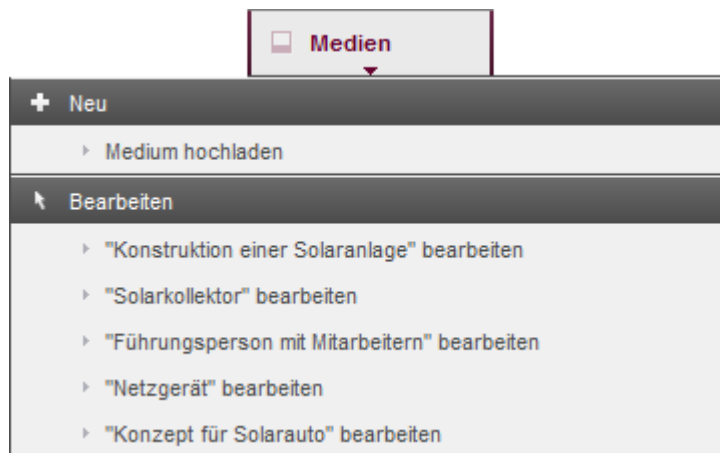 Medien
Neu
Medium hochladen
Bearbeiten
"Konstruktion einer Solaranlage" bearbeiten
"Solarkollektor" bearbeiten
"Führungsperson mit Mitarbeitern" bearbeiten
"Netzgerät" bearbeiten
"Konzept für Solarauto" bearbeiten